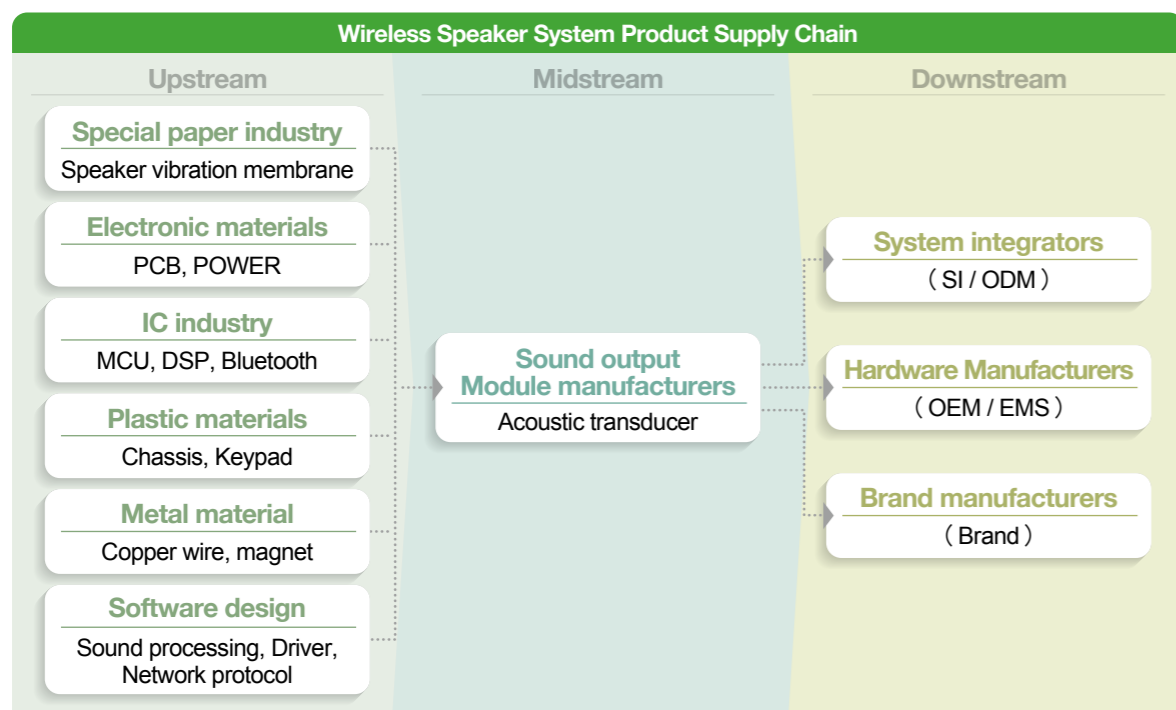 Wireless Speaker System Product Supply Chain
Upstream
Special paper industry
Speaker vibration membrane
Electronic materials
PCB, POWER
IC industry
MCU, DSP, Bluetooth
Plastic materials
Chassis, Keypad
Metal material
Copper wire, magnet
Software design
Sound processing, Driver,
Network protocol
Midstream
Sound output
Module manufacturers
Acoustic transducer
Downstream
System integrators
（ SI / ODM ）
Hardware Manufacturers
（ OEM / EMS ）
Brand manufacturers
（ Brand ）